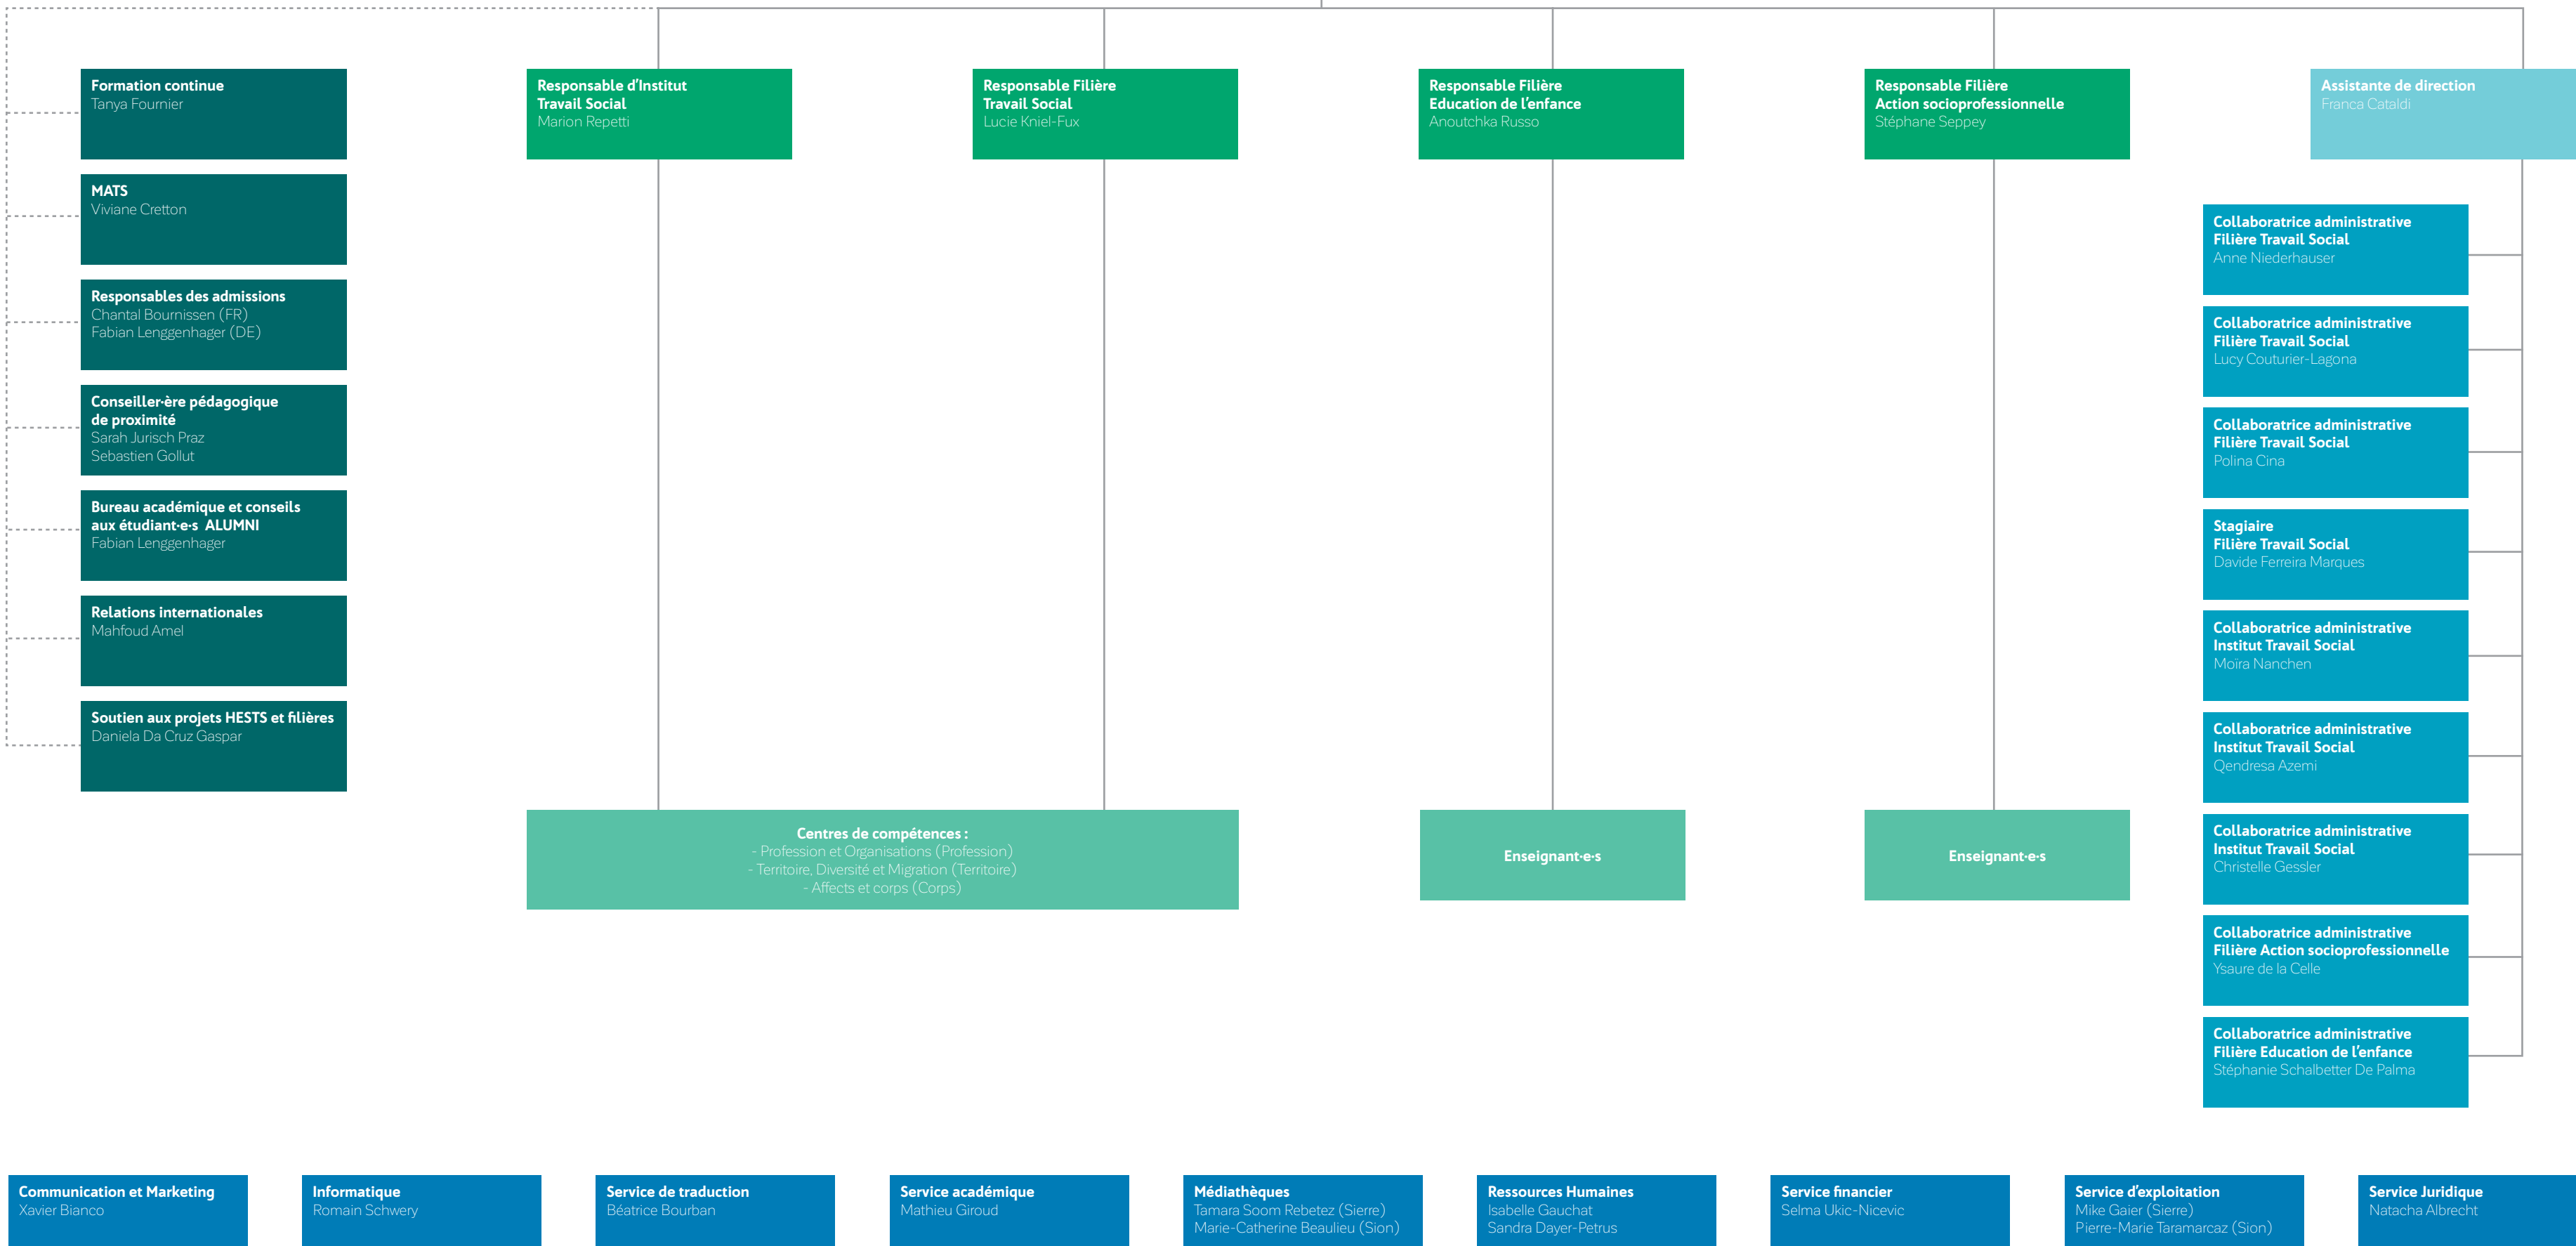 Formation continue
Tanya Fournier
MATS
Viviane Cretton
Responsables des admissions
Chantal Bournissen (FR)
Fabian Lenggenhager (DE)
Conseiller·ère pédagogique
de proximité
Sarah Jurisch Praz
Sebastien Gollut
Bureau académique et conseils
aux étudiant·e·s ALUMNI
Fabian Lenggenhager
Relations internationales
Mahfoud Amel
Soutien aux projets HESTS et filières
Daniela Da Cruz Gaspar
Responsable d'Institut
Travail Social
Marion Repetti
Responsable Filière
Travail Social
Lucie Kniel-Fux
Centres de compétences :
- Profession et Organisations (Profession)
- Territoire, Diversité et Migration (Territoire)
- Affects et corps (Corps)
Responsable Filière
Education de l'enfance
Anoutchka Russo
Enseignant·e·s
Responsable Filière
Action socioprofessionnelle
Stéphane Seppey
Enseignant·e·s
Assistante de direction
Franca Cataldi
Collaboratrice administrative
Filière Travail Social
Anne Niederhauser
Collaboratrice administrative
Filière Travail Social
Lucy Couturier-Lagona
Collaboratrice administrative
Filière Travail Social
Polina Cina
Stagiaire
Filière Travail Social
Davide Ferreira Marques
Collaboratrice administrative
Institut Travail Social
Moïra Nanchen
Collaboratrice administrative
Institut Travail Social
Qendresa Azemi
Collaboratrice administrative
Institut Travail Social
Christelle Gessler
Collaboratrice administrative
Filière Action socioprofessionnelle
Ysaure de la Celle
Collaboratrice administrative
Filière Education de l'enfance
Stéphanie Schalbetter De Palma
Communication et Marketing
Xavier Bianco
Informatique
Romain Schwery
Service de traduction
Béatrice Bourban
Service académique
Mathieu Giroud
Médiathèques
Tamara Soom Rebetez (Sierre)
Marie-Catherine Beaulieu (Sion)
Ressources Humaines
Isabelle Gauchat
Sandra Dayer-Petrus
Service financier
Selma Ukic-Nicevic
Service d'exploitation
Mike Gaier (Sierre)
Pierre-Marie Taramarcaz (Sion)
Service Juridique
Natacha Albrecht